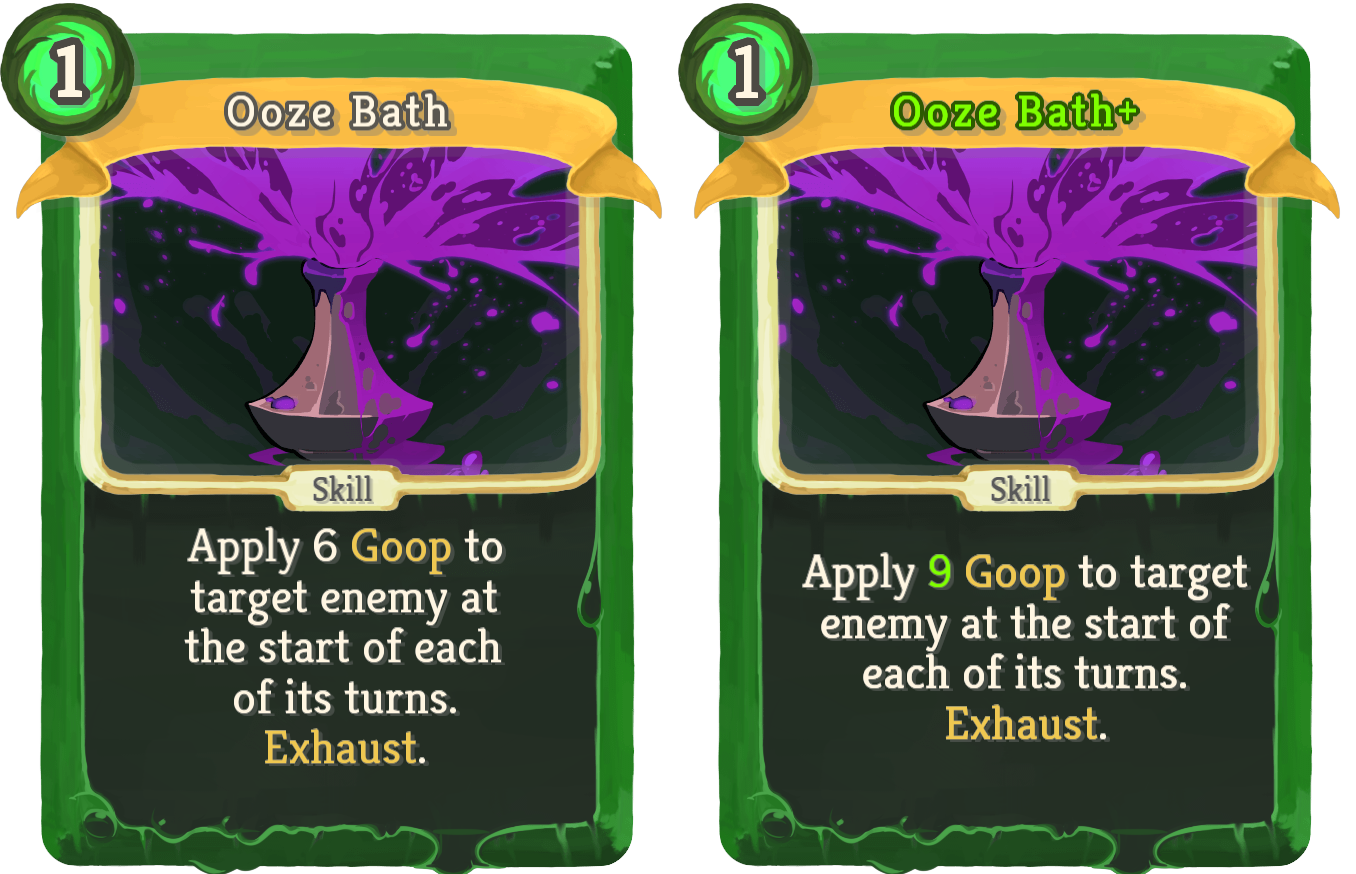 1
Ooze Bath
Skill
Apply 6 Goop to
target enemy at
the start of each
of its turns.
Exhaust.
1
Ooze Bath+
Skill
Apply 9 Goop to target
enemy at the start of
each of its turns.
Exhaust.